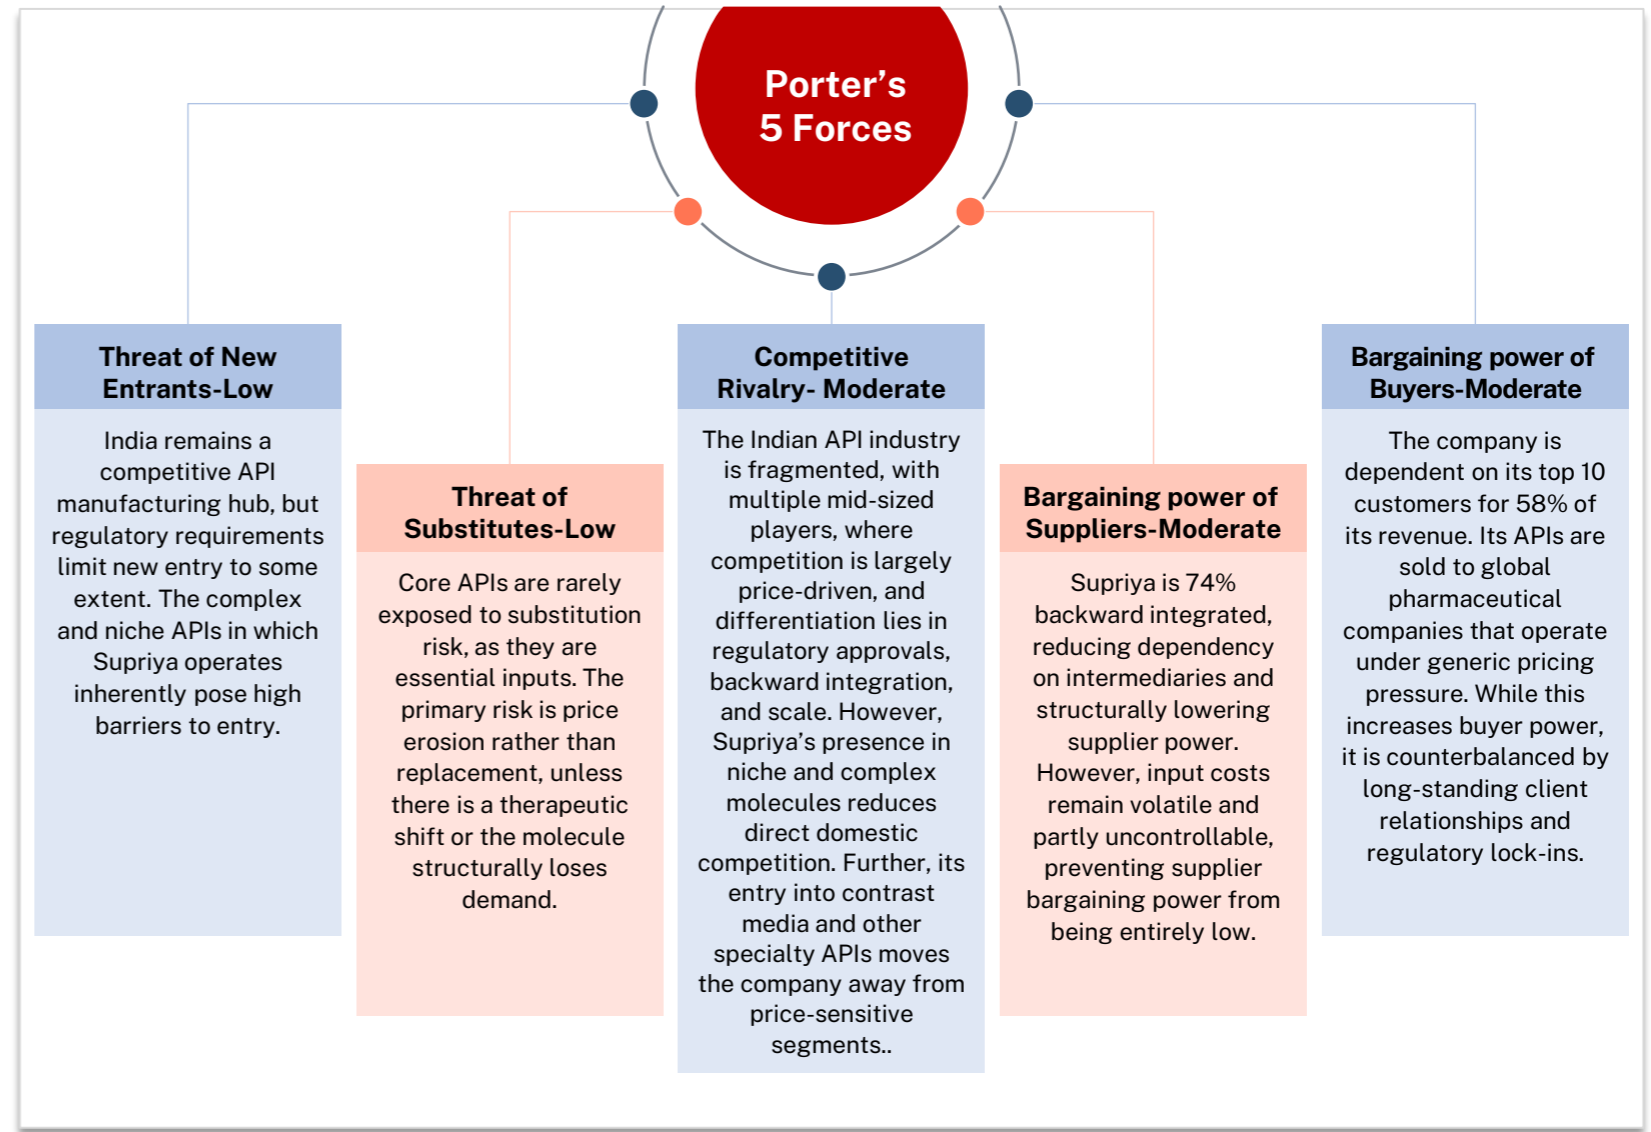 Porter’s
5 Forces
Threat of New
Entrants-Low
India remains a
competitive API
manufacturing hub, but
regulatory requirements
limit new entry to some
extent. The complex
and niche APIs in which
Supriya operates
inherently pose high
barriers to entry.
Threat of
Substitutes-Low
Core APIs are rarely
exposed to substitution
risk, as they are
essential inputs. The
primary risk is price
erosion rather than
replacement, unless
there is a therapeutic
shift or the molecule
structurally loses
demand.
Competitive
Rivalry- Moderate
The Indian API industry
is fragmented, with
multiple mid-sized
players, where
competition is largely
price-driven, and
differentiation lies in
regulatory approvals,
backward integration,
and scale. However,
Supriya’s presence in
niche and complex
molecules reduces
direct domestic
competition. Further, its
entry into contrast
media and other
specialty APIs moves
the company away from
price-sensitive
segments..
Bargaining power of
Suppliers-Moderate
Supriya is 74%
backward integrated,
reducing dependency
on intermediaries and
structurally lowering
supplier power.
However, input costs
remain volatile and
partly uncontrollable,
preventing supplier
bargaining power from
being entirely low.
Bargaining power of
Buyers-Moderate
The company is
dependent on its top 10
customers for 58% of
its revenue. Its APIs are
sold to global
pharmaceutical
companies that operate
under generic pricing
pressure. While this
increases buyer power,
it is counterbalanced by
long-standing client
relationships and
regulatory lock-ins.